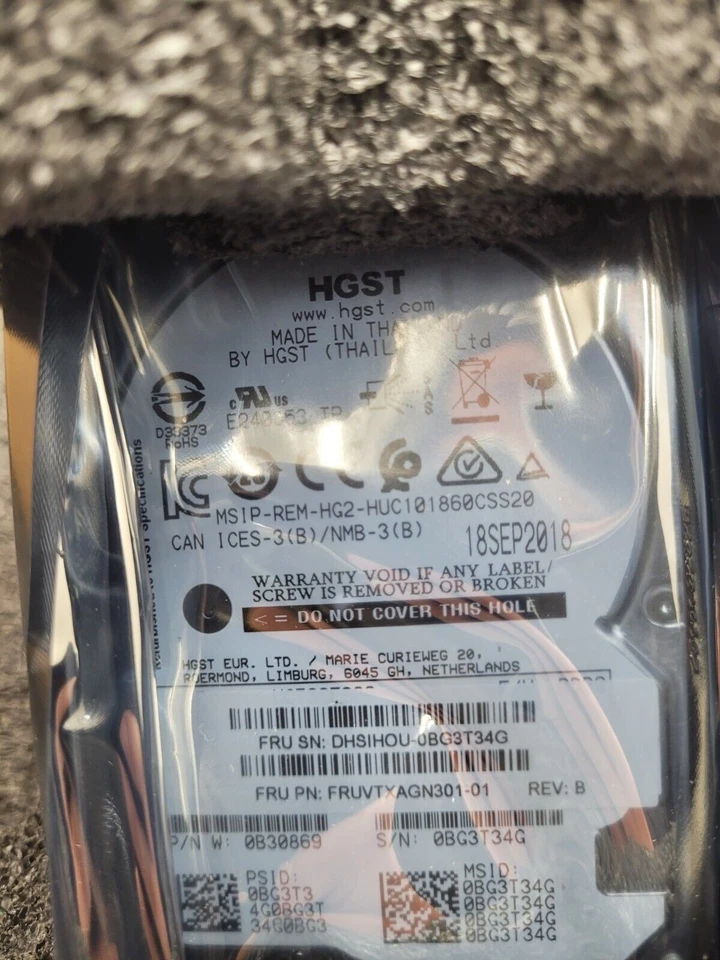 HGST
www.hgst.com
MADE IN
BY HGST Ltd
D33373
RoHS
c US
MSIP-REM-HG2-HUC101860CSS20
CAN ICES-3(B)/NMB-3(B)
18SEP2018
WARRANTY VOID IF ANY LABEL/
SCREW IS REMOVED OR BROKEN
< = DO NOT COVER THIS HOLE
HGST EUR. LTD. / MARIE CURIEWEG 20,
ROERMOND, LIMBURG, 6045 GH, NETHERLANDS
FRU SN: DHSIHOU-0BG3T34G
FRU PN: FRUVTXAGN301-01 REV: B
P/N W: 0B30869 S/N: 0BG3T34G
PSID:
0BG3T3
4G0BG3T
34G0BG3
MSID:
0BG3T34G
0BG3T34G
0BG3T34G
0BG3T34G
HGST specifications